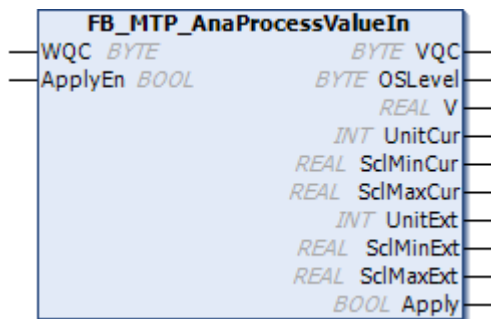 FB_MTP_AnaProcessValueIn
WQC BYTE BYTE VQC
ApplyEn BOOL BYTE OSLevel
REAL V
INT UnitCur
REAL SclMinCur
REAL SclMaxCur
INT UnitExt
REAL SclMinExt
REAL SclMaxExt
BOOL Apply